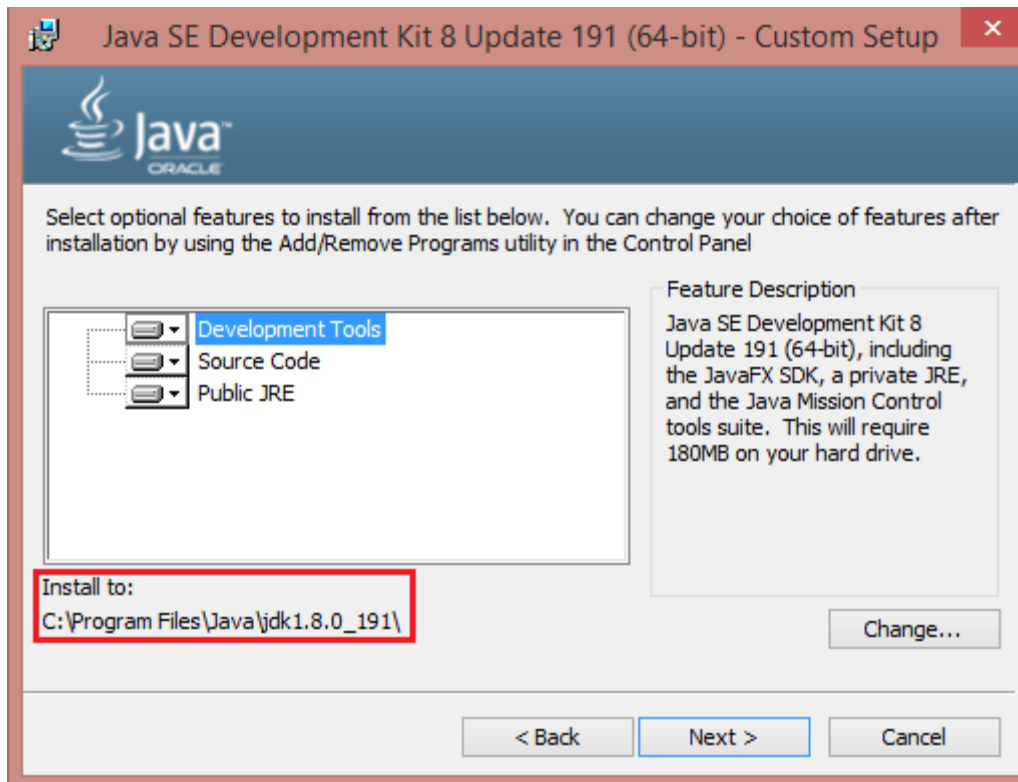 Java SE Development Kit 8 Update 191 (64-bit) - Custom Setup
Java™
ORACLE
Select optional features to install from the list below.  You can change your choice of features after
installation by using the Add/Remove Programs utility in the Control Panel
Development Tools
Source Code
Public JRE
Feature Description
Java SE Development Kit 8
Update 191 (64-bit), including
the JavaFX SDK, a private JRE,
and the Java Mission Control
tools suite.  This will require
180MB on your hard drive.
Install to:
C:\Program Files\Java\jdk1.8.0_191\
Change...
< Back
Next >
Cancel